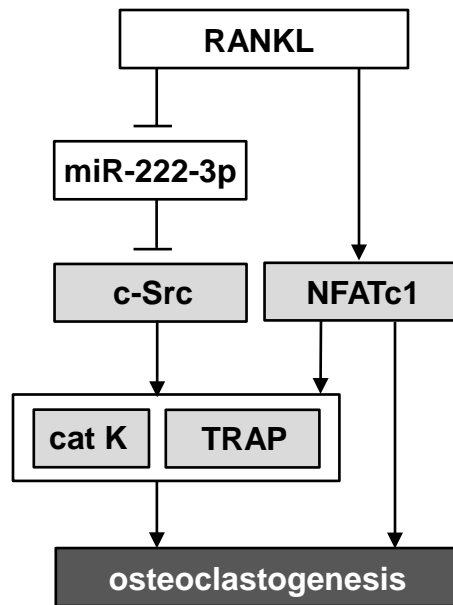 RANKL
miR-222-3p
c-Src
NFATc1
cat K
TRAP
osteoclastogenesis